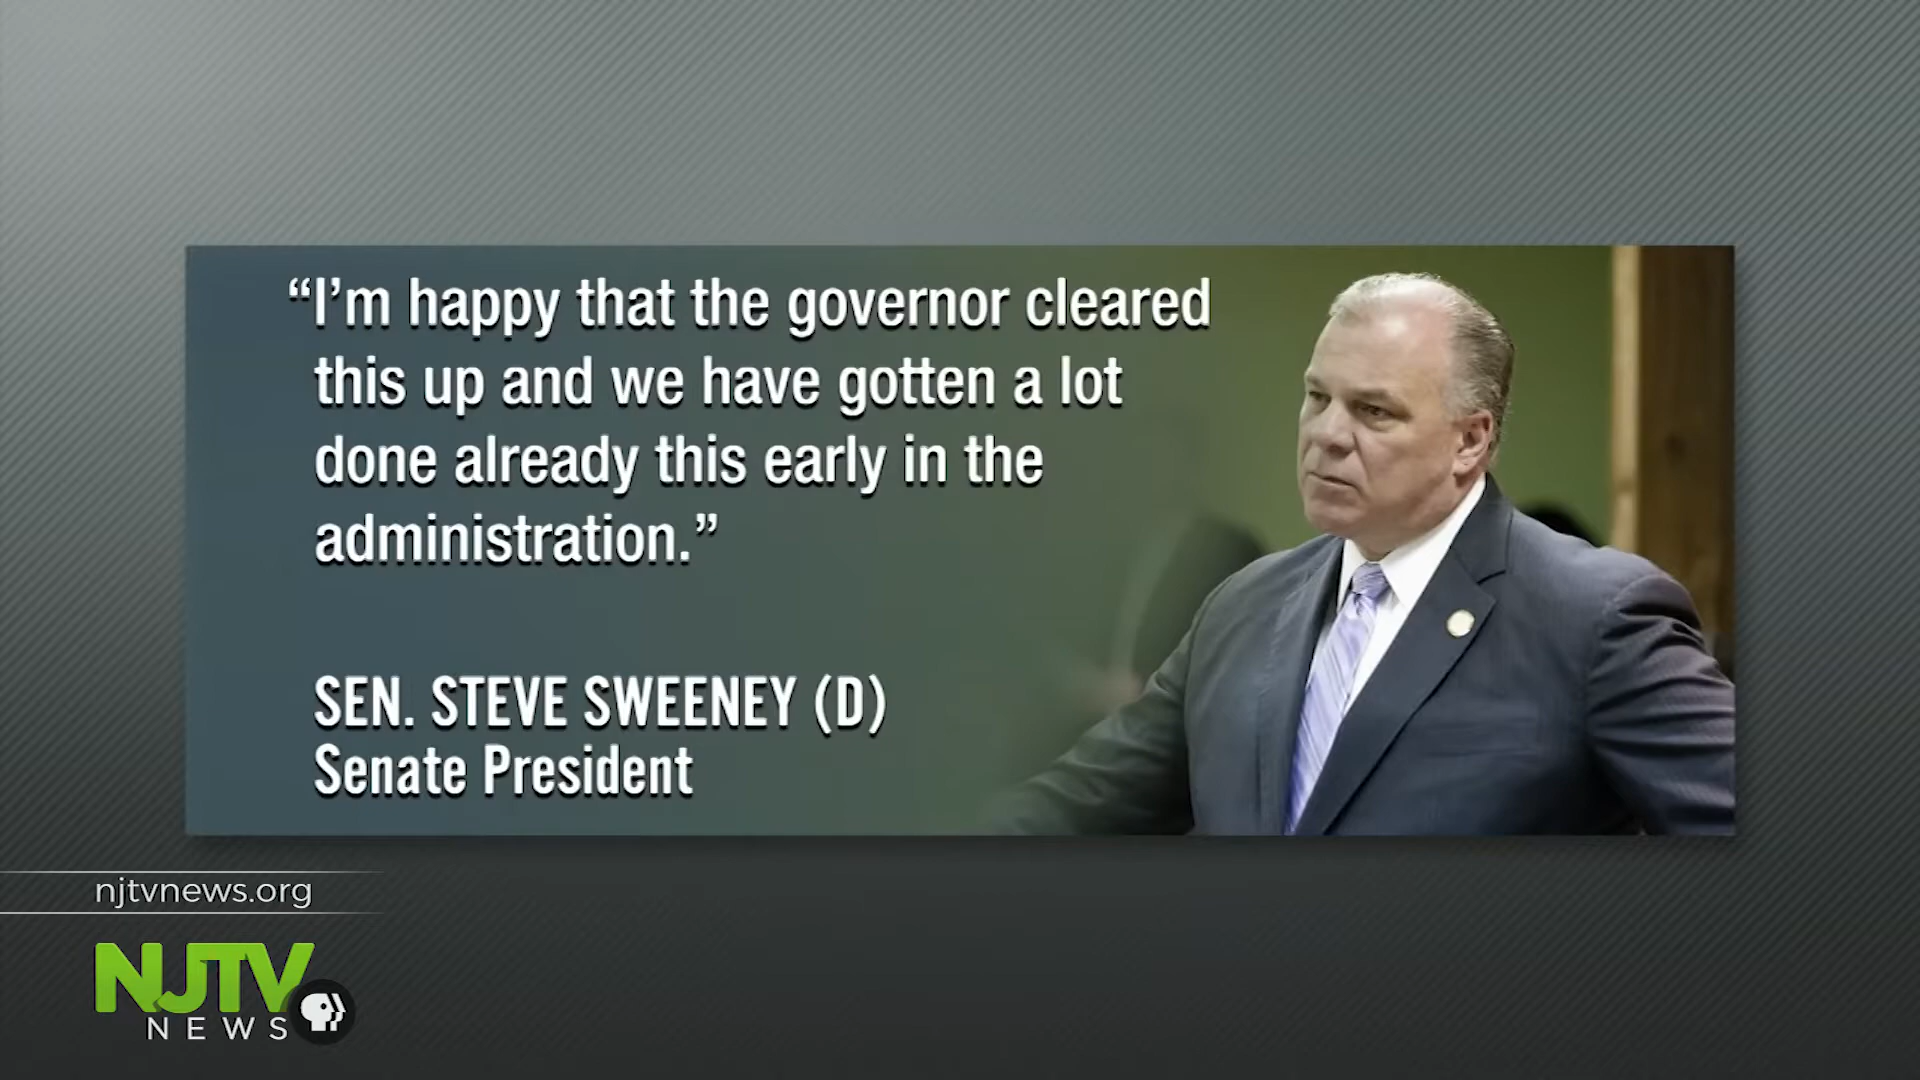 “I’m happy that the governor cleared
this up and we have gotten a lot
done already this early in the
administration.”
SEN. STEVE SWEENEY (D)
Senate President
njtvnews.org
NJTV
NEWS